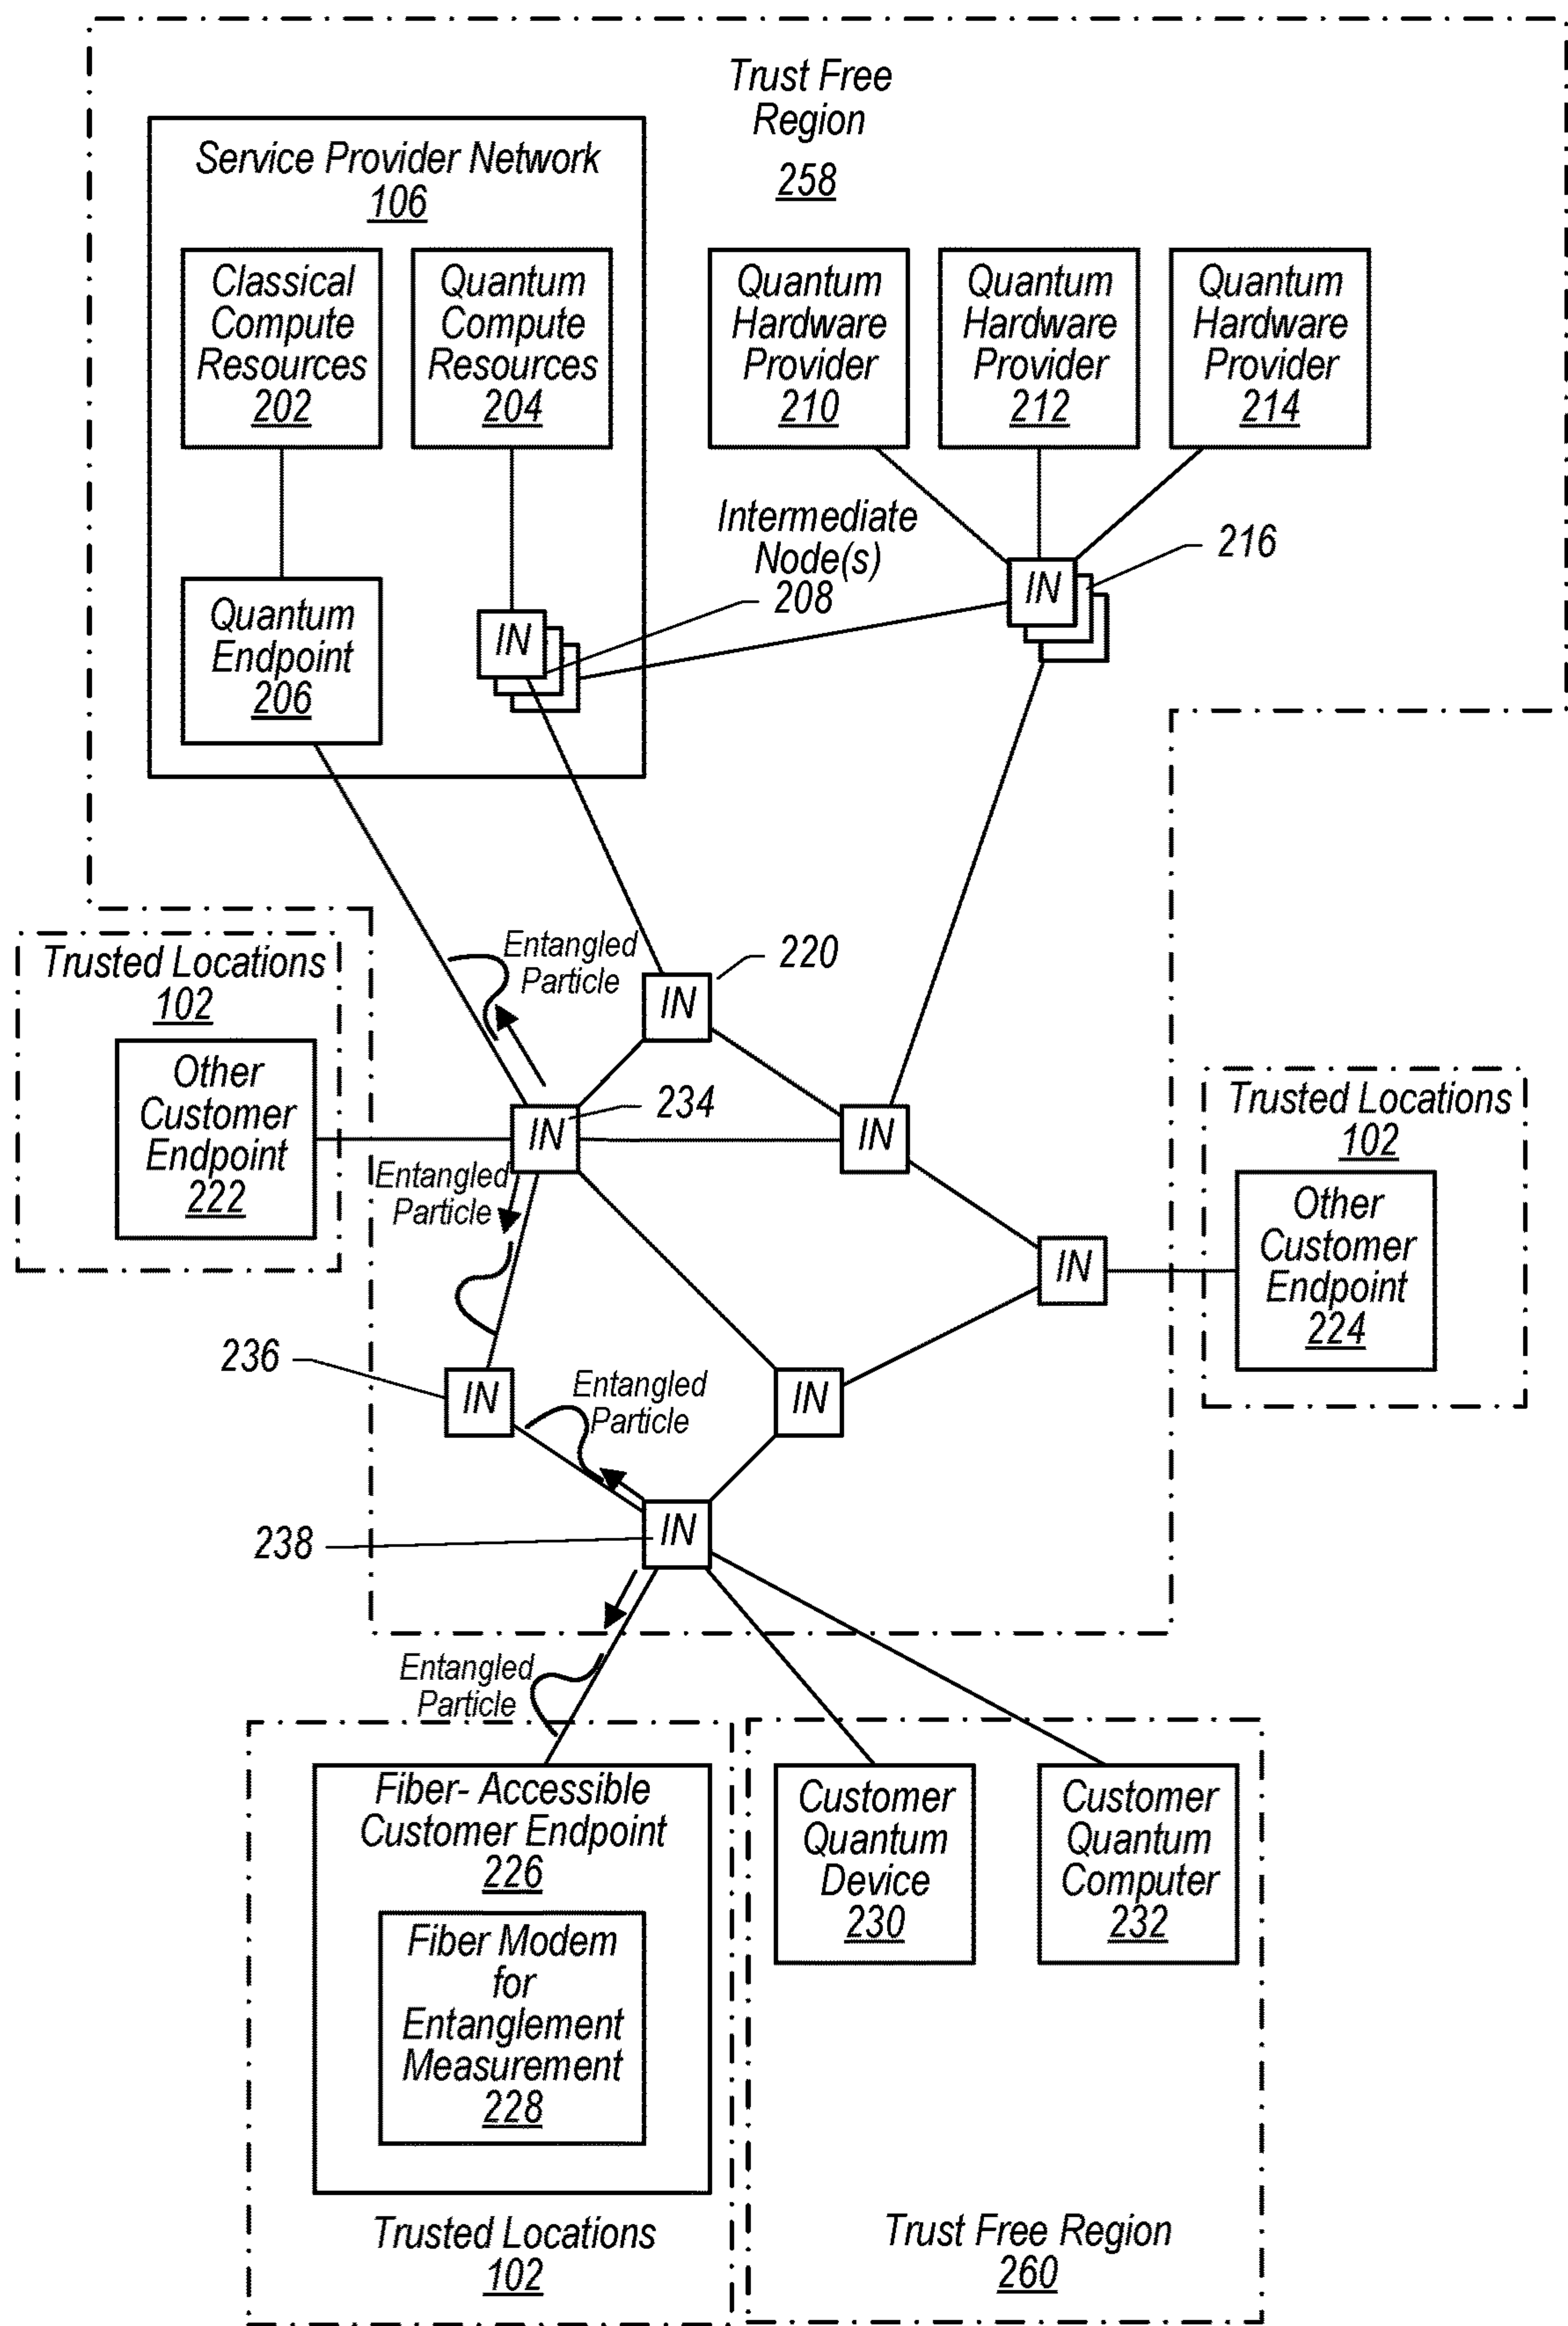 Trust Free
Region
258
Service Provider Network
106
Classical
Compute
Resources
202
Quantum
Compute
Resources
204
Quantum
Hardware
Provider
210
Quantum
Hardware
Provider
212
Quantum
Hardware
Provider
214
Intermediate
Node(s)
208
216
IN
Quantum
Endpoint
206
IN
Trusted Locations
102
Other
Customer
Endpoint
222
Entangled
Particle
220
IN
234
IN
IN
Entangled
Particle
Trusted Locations
102
Other
Customer
Endpoint
224
IN
236
IN
Entangled
Particle
IN
238
IN
Entangled
Particle
Fiber- Accessible
Customer Endpoint
226
Fiber Modem
for
Entanglement
Measurement
228
Trusted Locations
102
Customer
Quantum
Device
230
Customer
Quantum
Computer
232
Trust Free Region
260